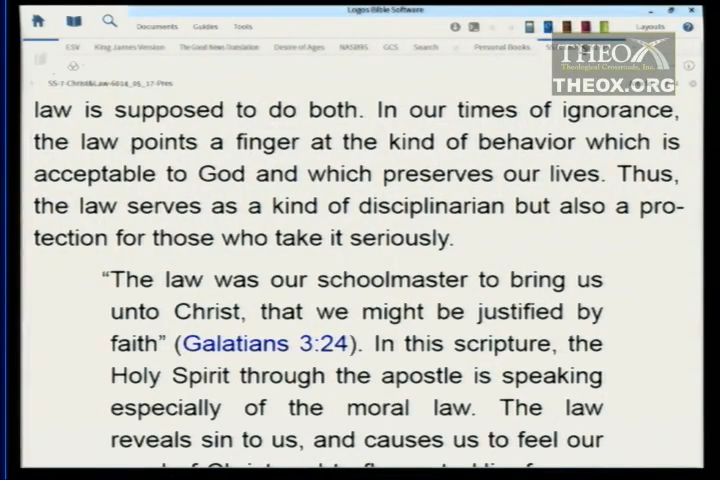 Logos Bible Software
Documents Guides Tools Layouts
ESV King James Version The Good News Translation Desire of Ages NASB95 GCS Search Personal Books
THEOX
Theological Crossroads, Inc.
THEOX.ORG
law is supposed to do both. In our times of ignorance,
the law points a finger at the kind of behavior which is
acceptable to God and which preserves our lives. Thus,
the law serves as a kind of disciplinarian but also a pro-
tection for those who take it seriously.
“The law was our schoolmaster to bring us
unto Christ, that we might be justified by
faith” (Galatians 3:24). In this scripture, the
Holy Spirit through the apostle is speaking
especially of the moral law. The law
reveals sin to us, and causes us to feel our